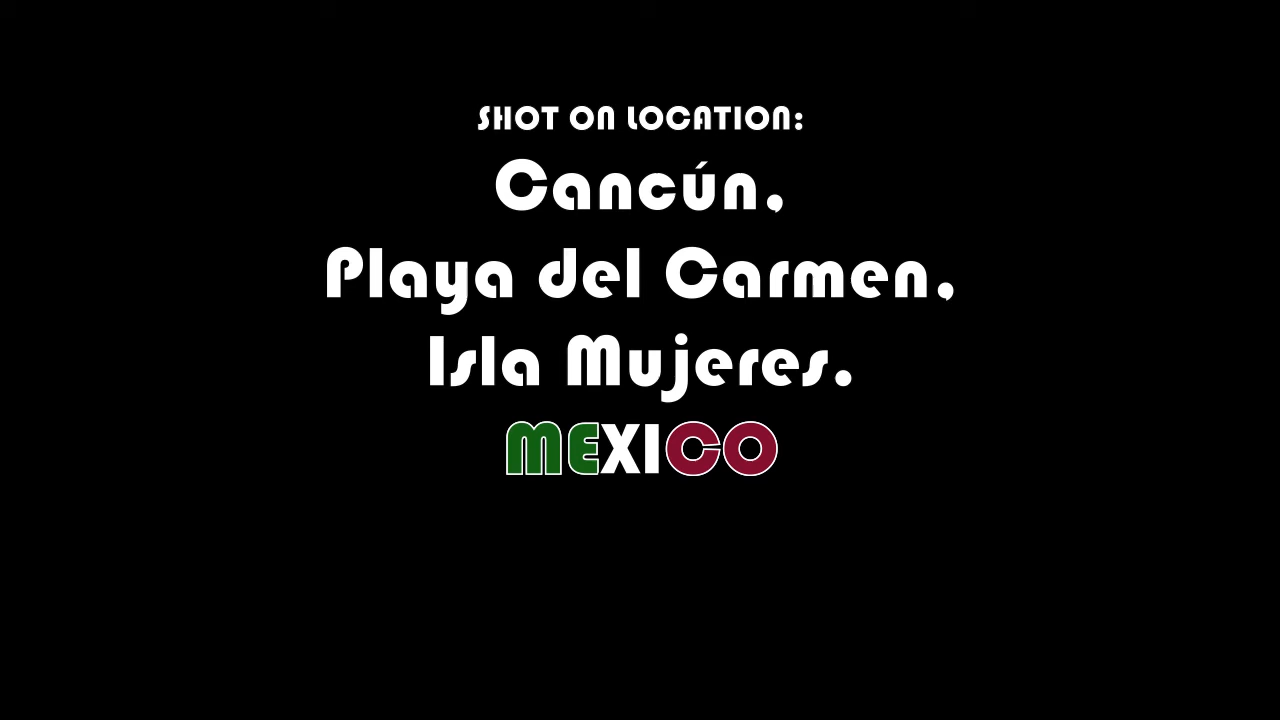 SHOT ON LOCATION:
Cancún,
Playa del Carmen,
Isla Mujeres.
MEXICO